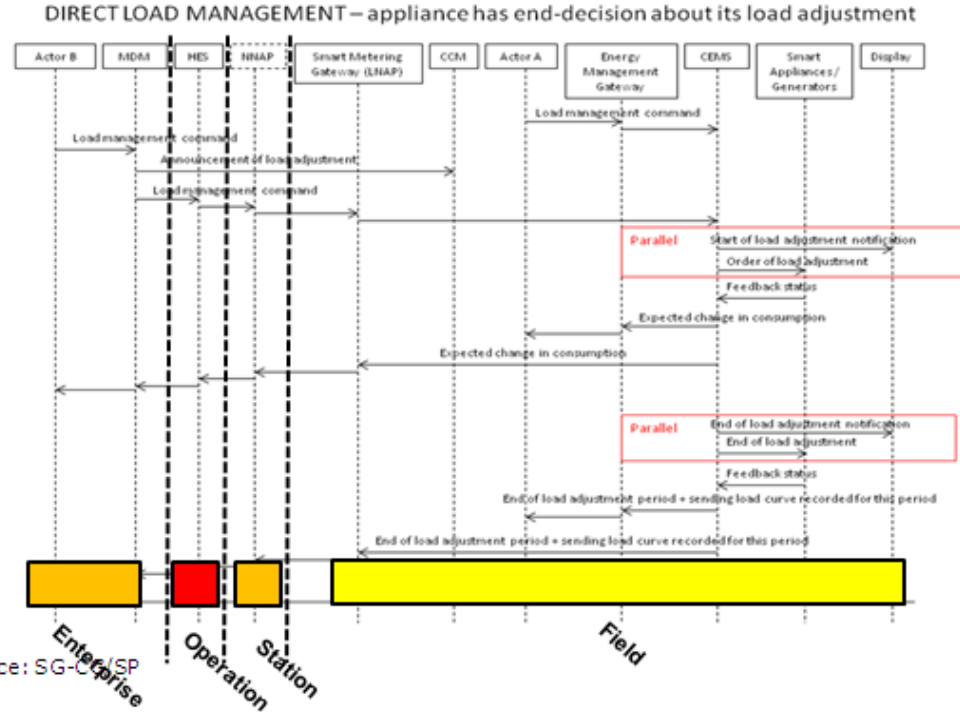 DIRECT LOAD MANAGEMENT – appliance has end-decision about its load adjustment
Actor B
MDM
HES
NNAP
Smart Metering
Gateway (LNAP)
CCM
Actor A
Energy
Management
Gateway
CEMS
Smart
Appliances/
Generators
Display
Load management command
Load management command
Announcement of load adjustment
Load management command
Parallel
Start of load adjustment notification
Order of load adjustment
Feedback status
Expected change in consumption
Expected change in consumption
Parallel
End of load adjustment notification
End of load adjustment
Feedback status
End of load adjustment period + sending load curve recorded for this period
End of load adjustment period + sending load curve recorded for this period
Enterprise
Operation
Station
Field
ce: SG-CG/SP